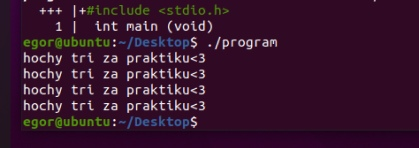 +++ |+#include <stdio.h>
1 | int main (void)
egor@ubuntu:~/Desktop$ ./program
hochy tri za praktiku<3
hochy tri za praktiku<3
hochy tri za praktiku<3
hochy tri za praktiku<3
egor@ubuntu:~/Desktop$